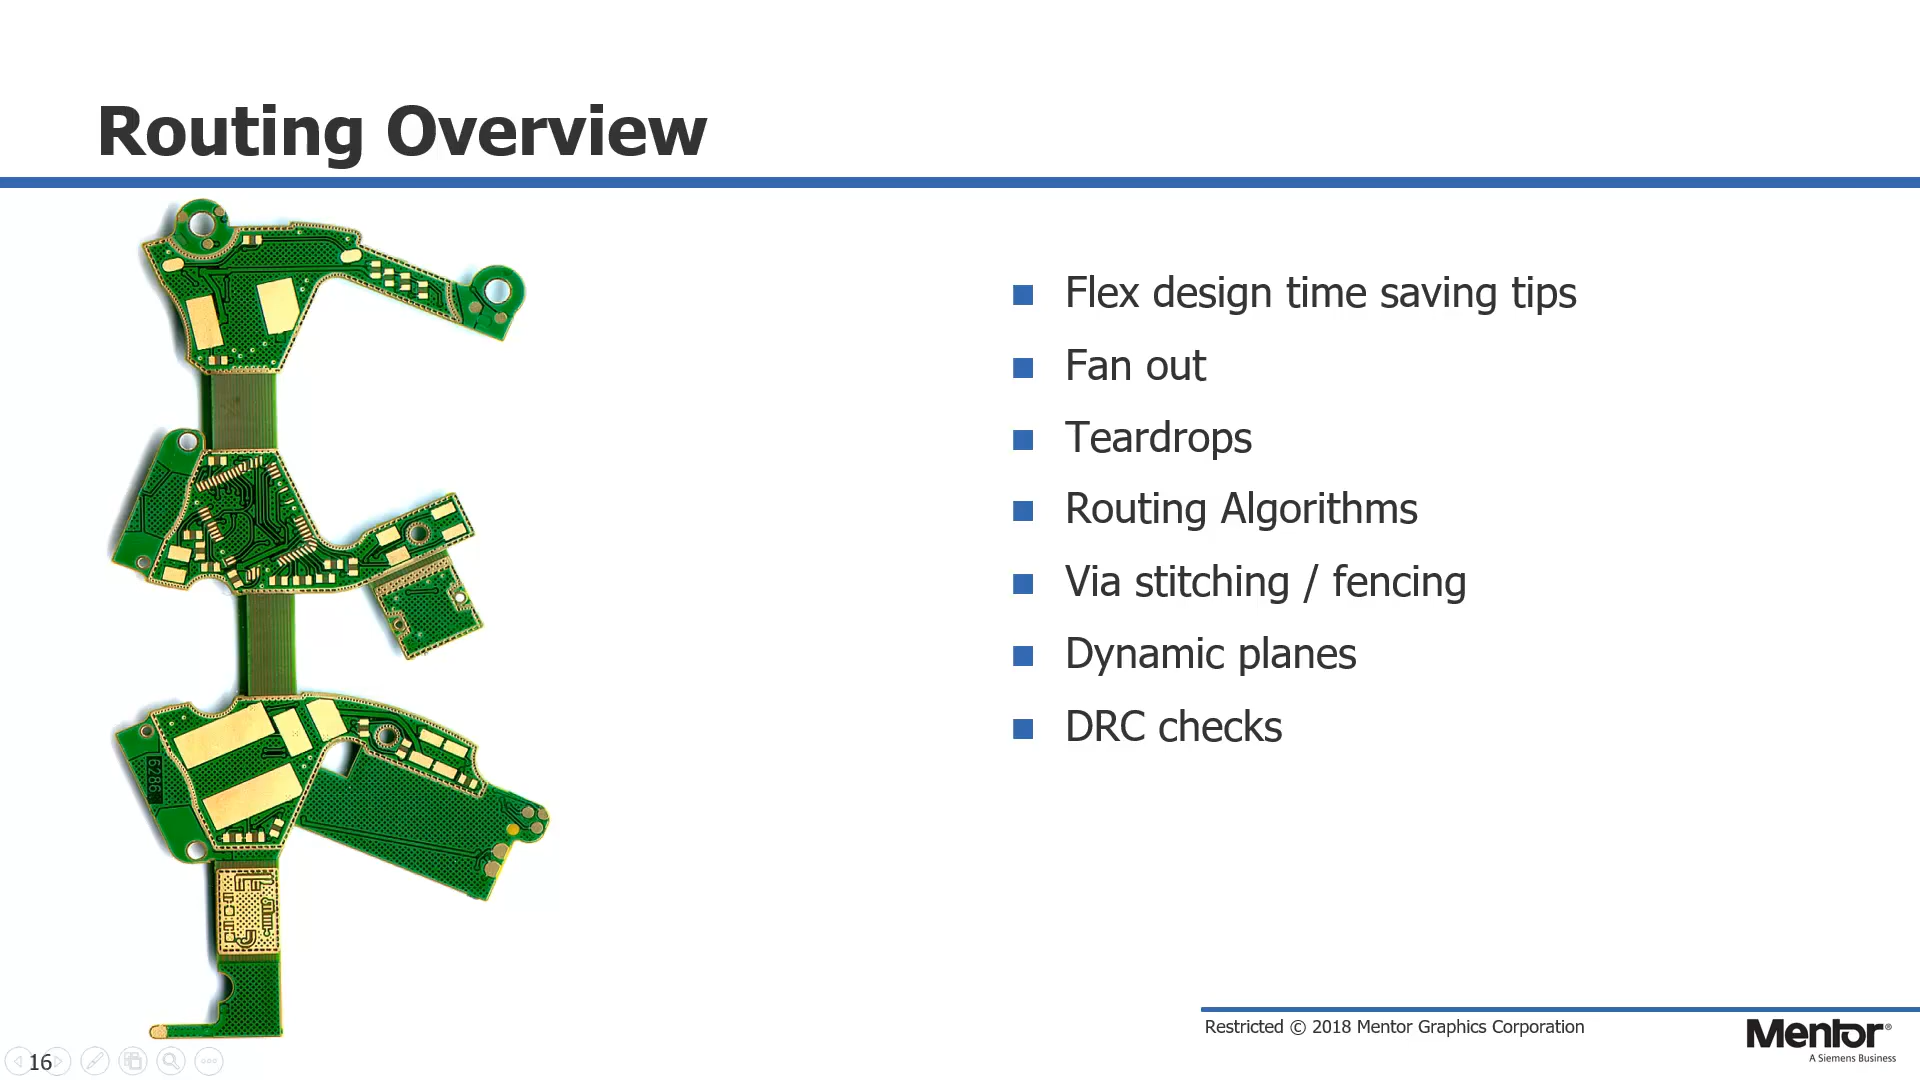 Routing Overview
Flex design time saving tips
Fan out
Teardrops
Routing Algorithms
Via stitching / fencing
Dynamic planes
DRC checks
6286
Restricted © 2018 Mentor Graphics Corporation
Mentor®
A Siemens Business
16